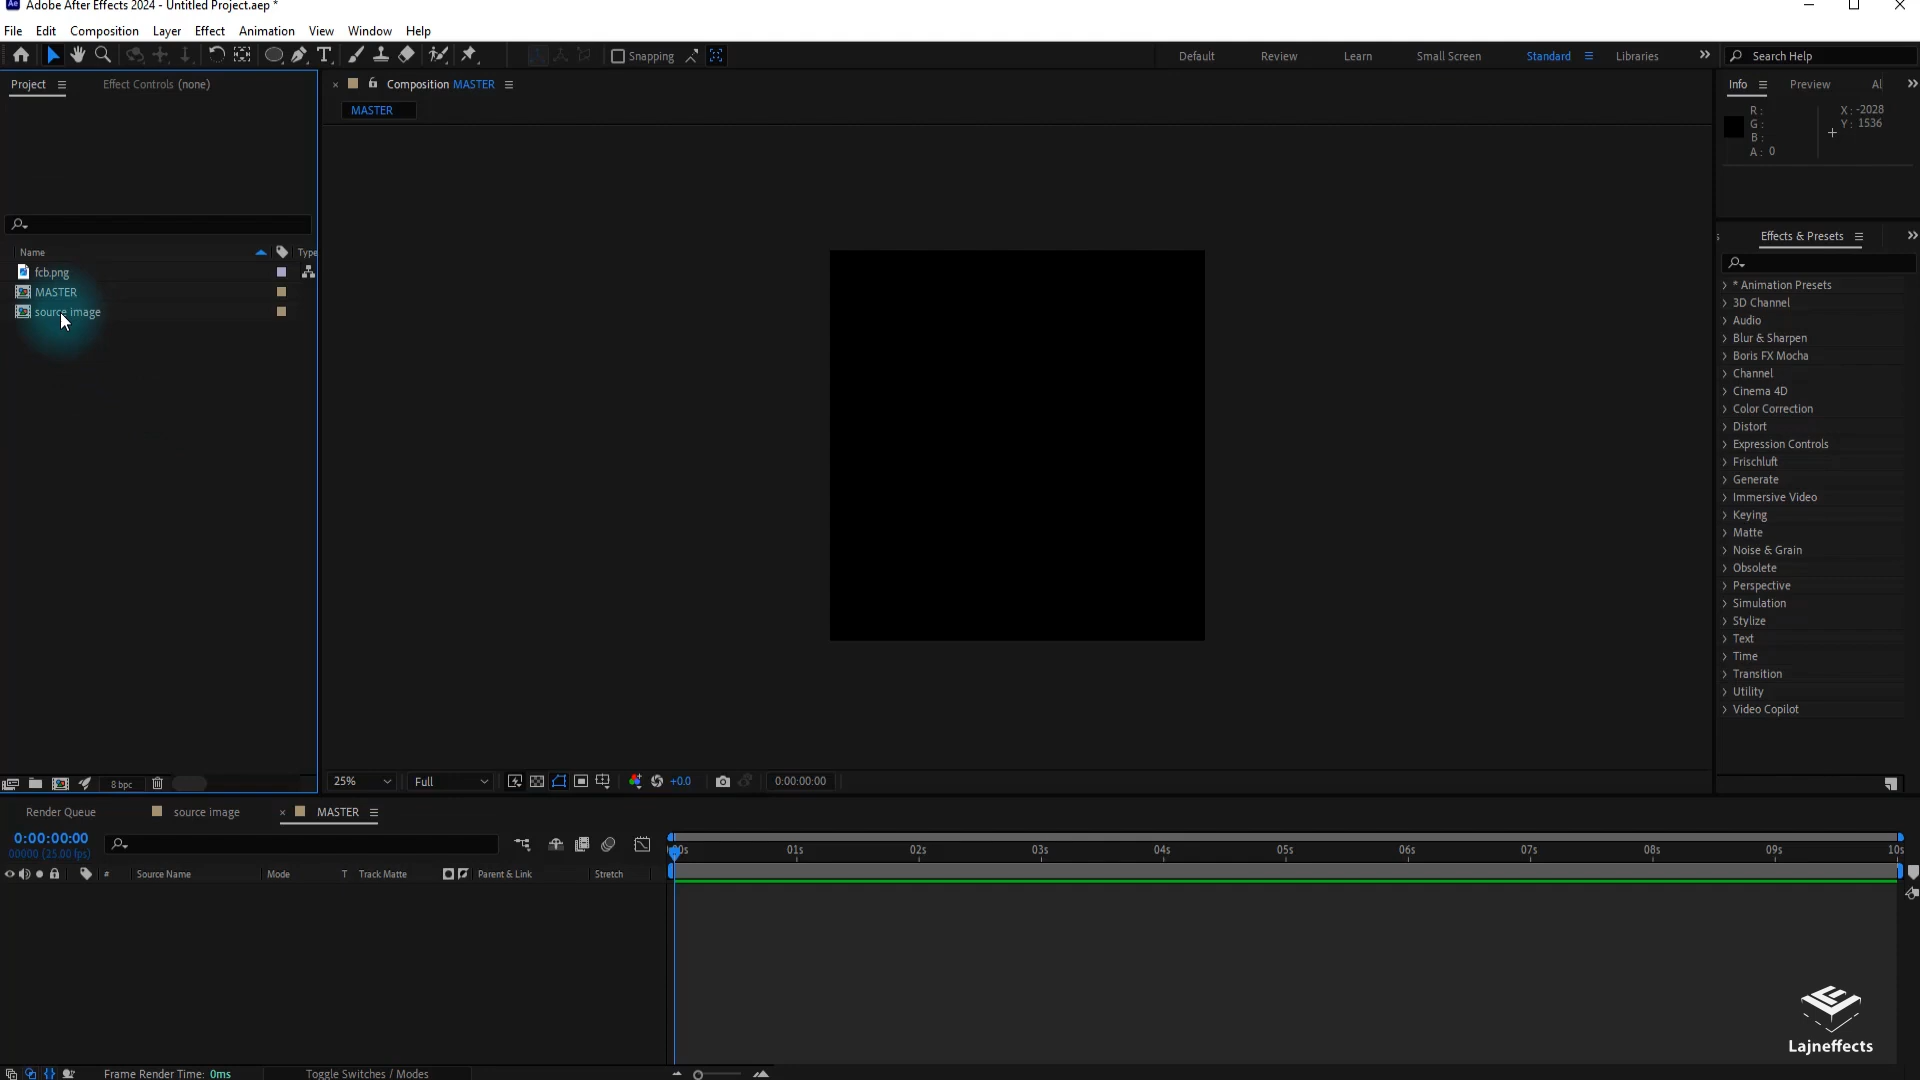 Adobe After Effects 2024 - Untitled Project.aep *
File Edit Composition Layer Effect Animation View Window Help
Snapping
Default Review Learn Small Screen Standard Libraries
Search Help
Project Effect Controls (none)
Composition MASTER
MASTER
Info Preview Al
R :
G :
B :
A : 0
X : -2028
Y : 1536
Name Type
fcb.png
MASTER
source image
Effects & Presets
* Animation Presets
3D Channel
Audio
Blur & Sharpen
Boris FX Mocha
Channel
Cinema 4D
Color Correction
Distort
Expression Controls
Frischluft
Generate
Immersive Video
Keying
Matte
Noise & Grain
Obsolete
Perspective
Simulation
Stylize
Text
Time
Transition
Utility
Video Copilot
8 bpc
25% Full +0.0 0:00:00:00
Render Queue source image MASTER
0:00:00:00
00000 (25.00 fps)
# Source Name Mode T Track Matte Parent & Link Stretch
00s 01s 02s 03s 04s 05s 06s 07s 08s 09s 10s
Lajneffects
Frame Render Time: 0ms Toggle Switches / Modes